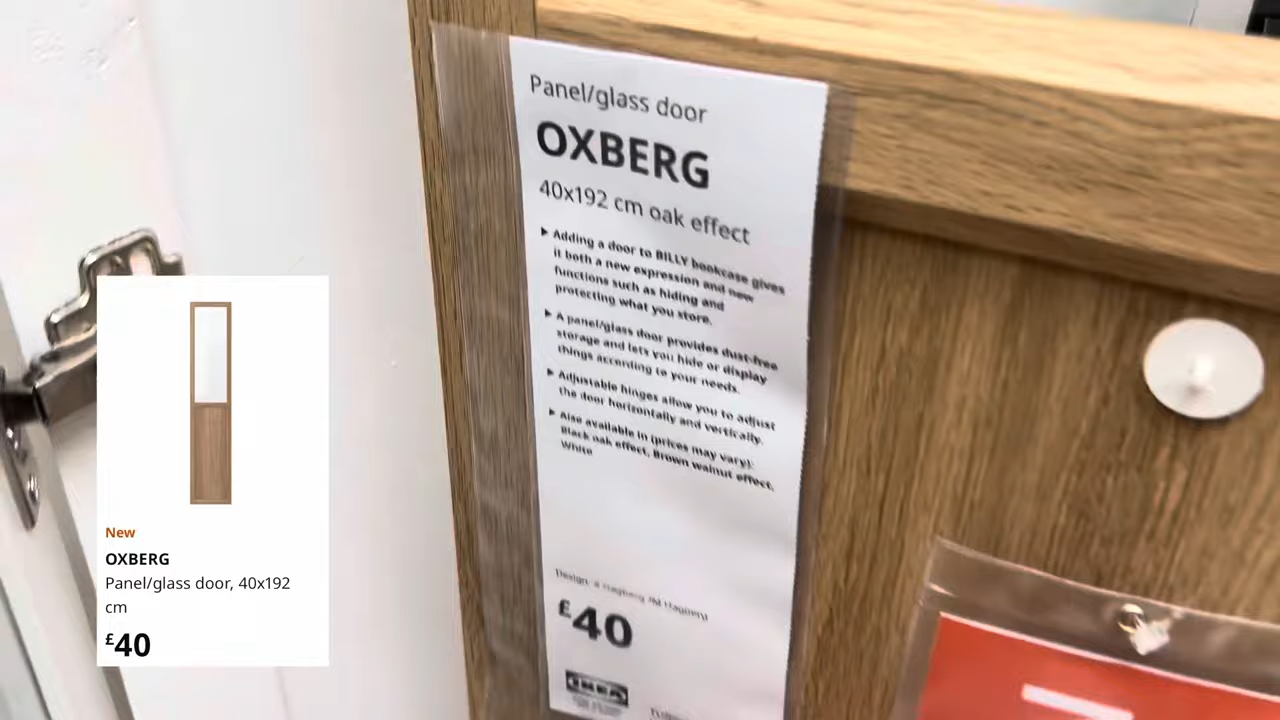 Panel/glass door
OXBERG
40x192 cm oak effect
Adding a door to BILLY bookcase gives
it both a new expression and new
functions such as hiding and
protecting what you store.
A panel/glass door provides dust-free
storage and lets you hide or display
things according to your needs.
Adjustable hinges allow you to adjust
the door horizontally and vertically.
Also available in (prices may vary):
Black oak effect, Brown walnut effect,
White
Design:
£40
IKEA
New
OXBERG
Panel/glass door, 40x192
cm
£40